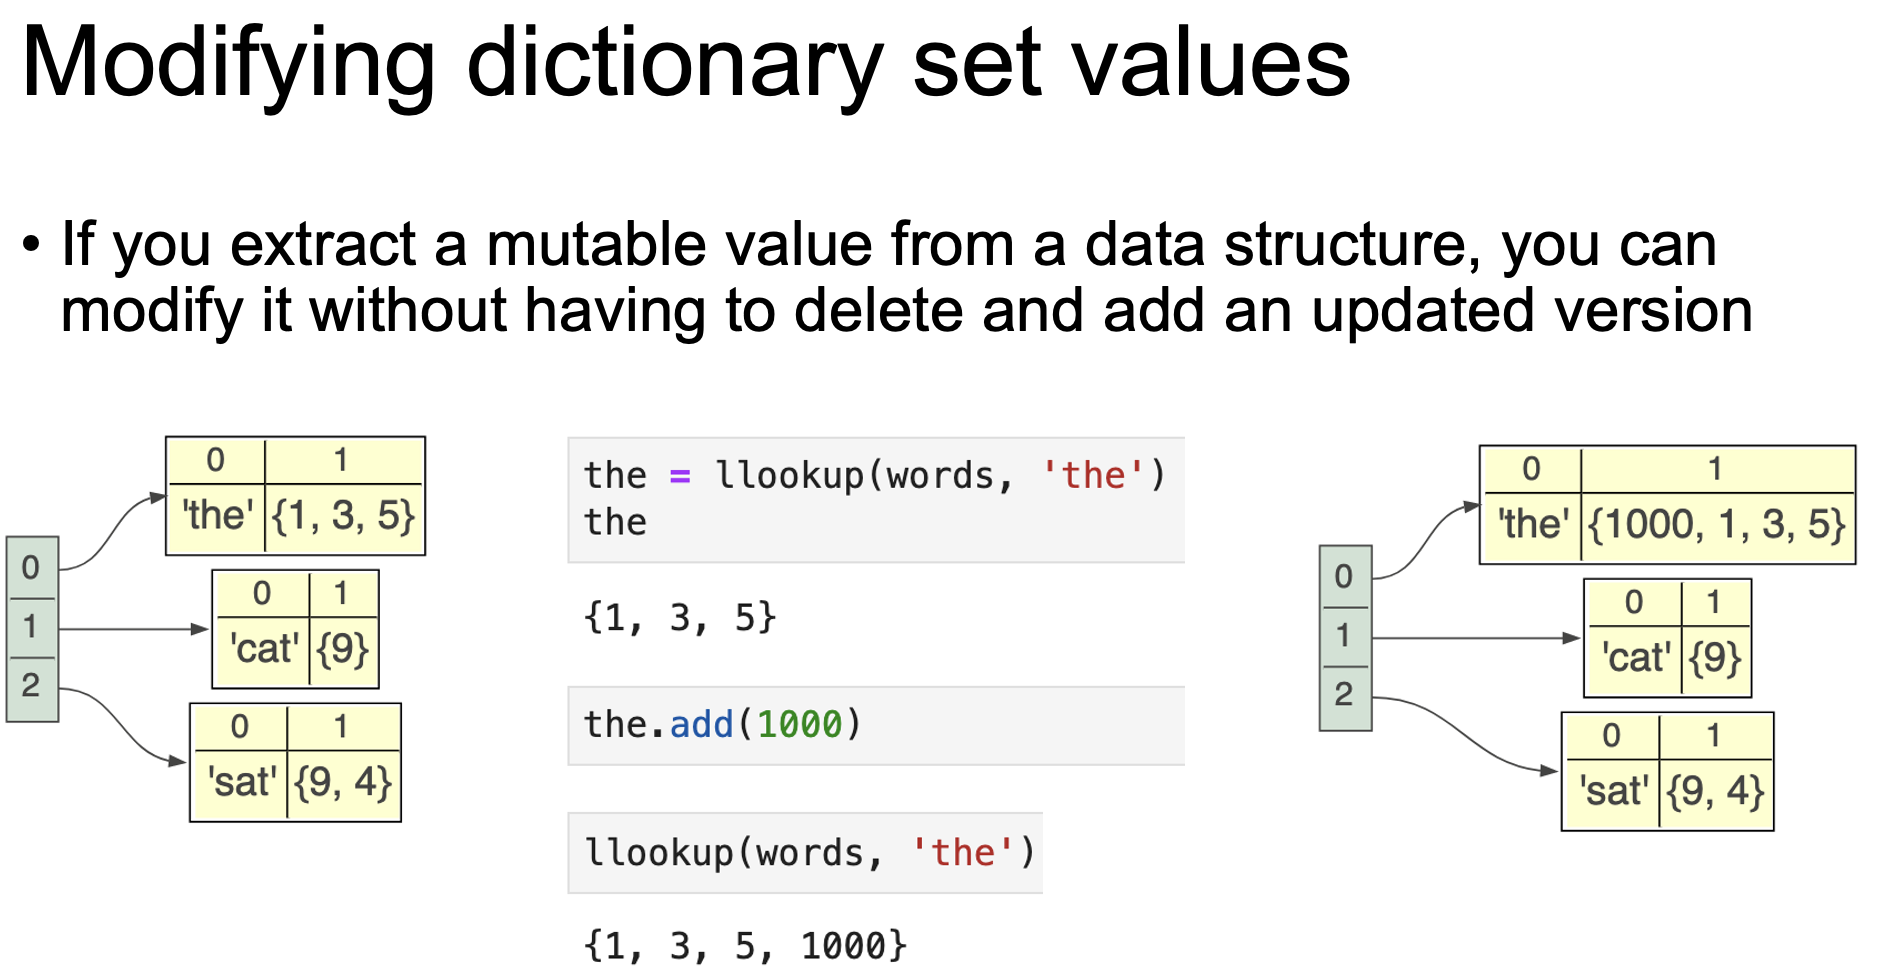 Modifying dictionary set values
• If you extract a mutable value from a data structure, you can
modify it without having to delete and add an updated version
0 1
'the' {1, 3, 5}
0
1
2
0 1
'cat' {9}
0 1
'sat' {9, 4}
the = llookup(words, 'the')
the
{1, 3, 5}
the.add(1000)
llookup(words, 'the')
{1, 3, 5, 1000}
0 1
'the' {1000, 1, 3, 5}
0
1
2
0 1
'cat' {9}
0 1
'sat' {9, 4}